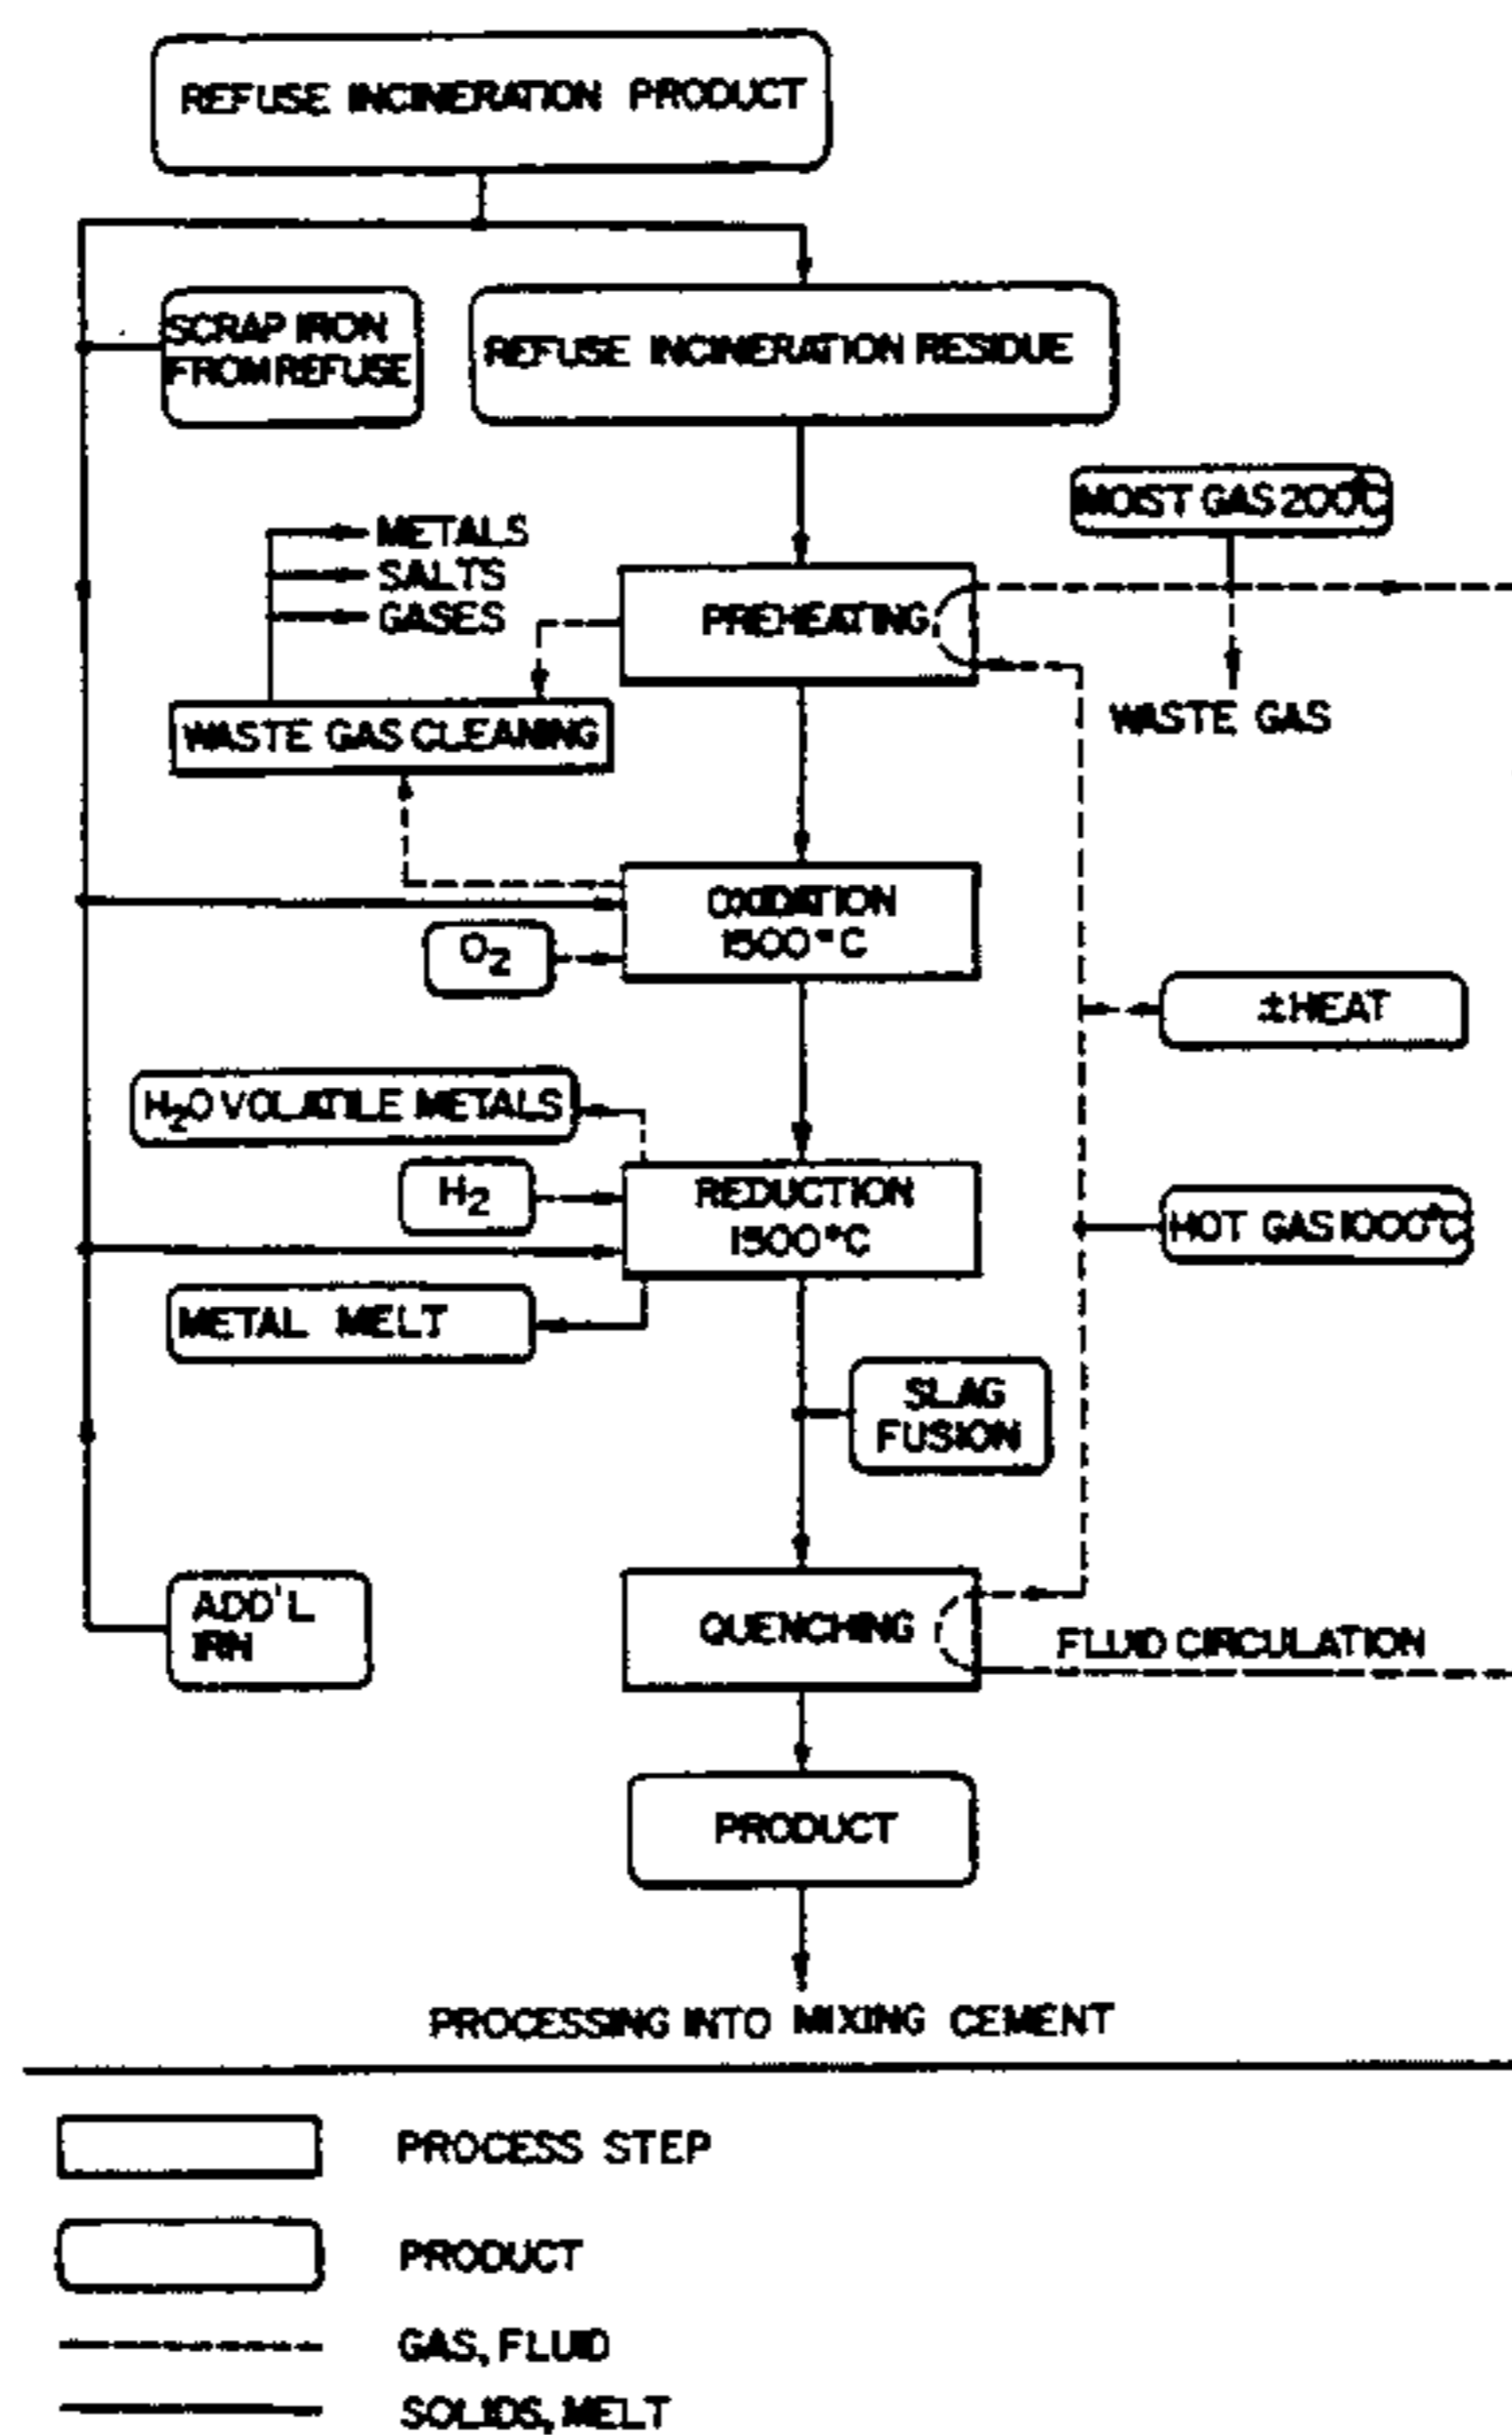 REFUSE INCINERATION PRODUCT
SCRAP IRON
FROM REFUSE
REFUSE INCINERATION RESIDUE
MOIST GAS 200°C
METALS
SALTS
GASES
PREHEATING
WASTE GAS CLEANING
WASTE GAS
OXIDATION
1500°C
O2
±HEAT
H2O VOLATILE METALS
H2
REDUCTION
1500°C
HOT GAS 1000°C
METAL MELT
SLAG
FUSION
ADD'L
IRN
QUENCHING
FLUID CIRCULATION
PRODUCT
PROCESSING INTO MIXING CEMENT
PROCESS STEP
PRODUCT
GAS, FLUID
SOLIDS, MELT